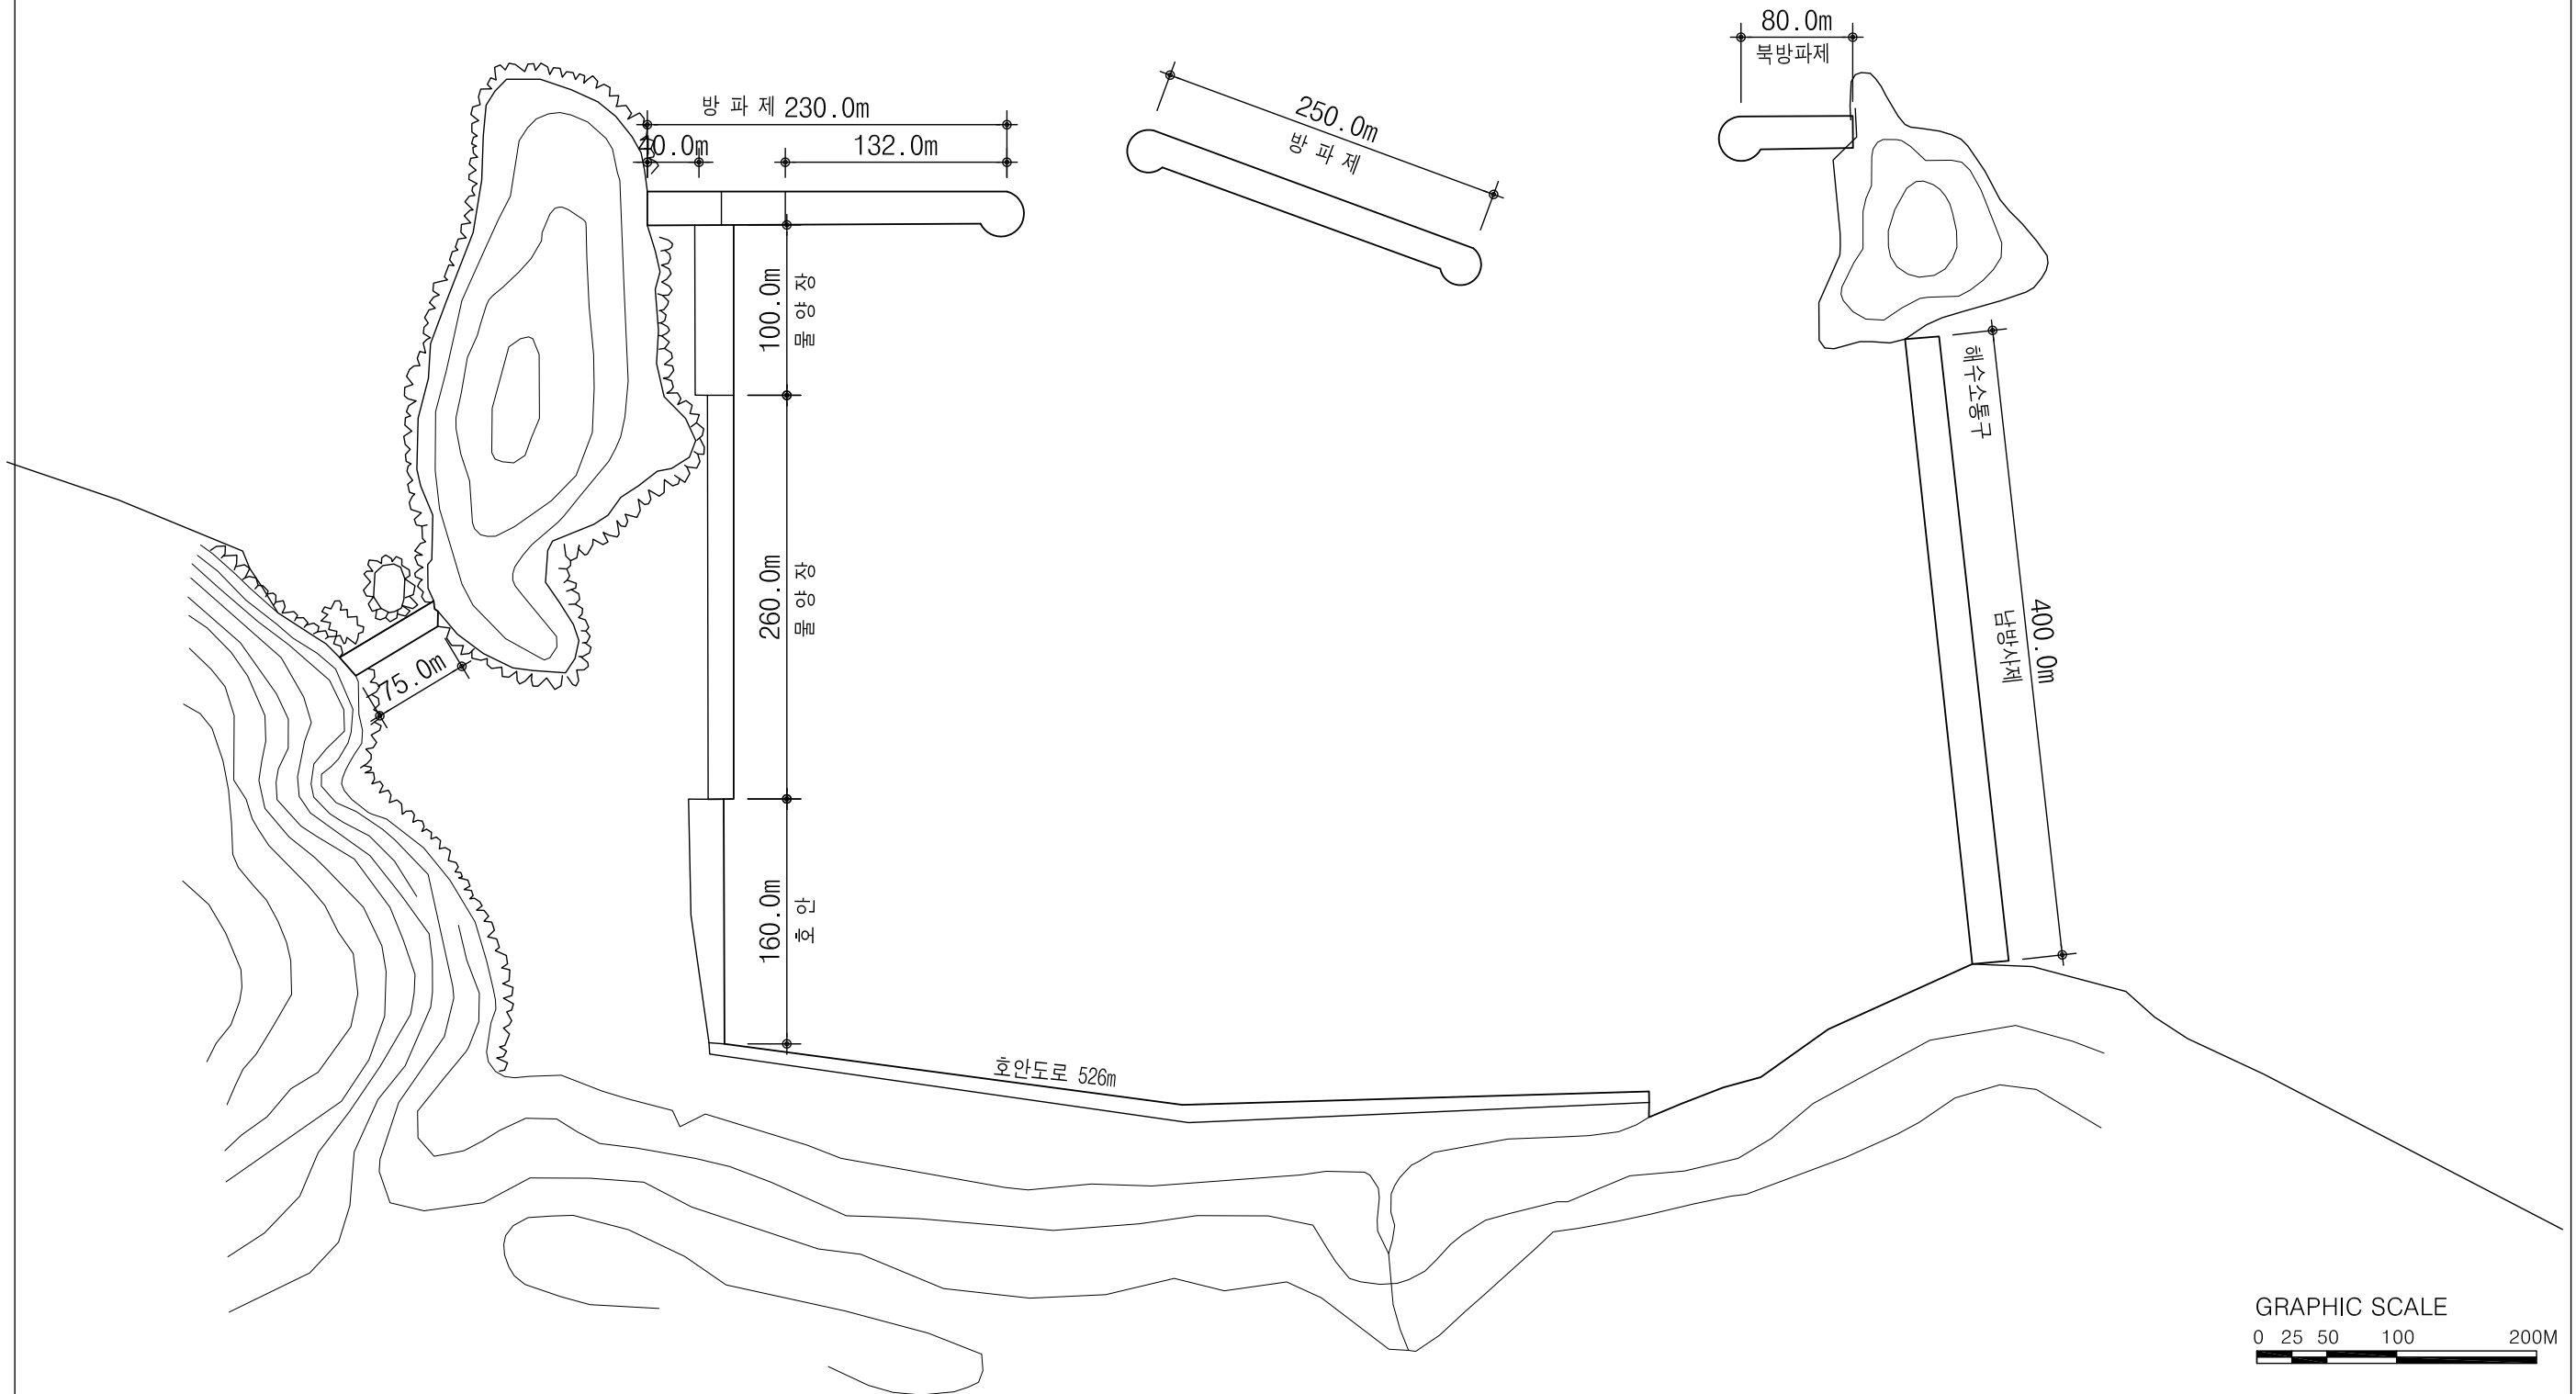 80.0m
북방파제
방 파 제 230.0m
40.0m
132.0m
250.0m
방 파 제
100.0m
물 양 장
해수소통구
260.0m
물 양 장
400.0m
남방사제
75.0m
160.0m
호 안
호안도로 526m
GRAPHIC SCALE
0 25 50 100 200M